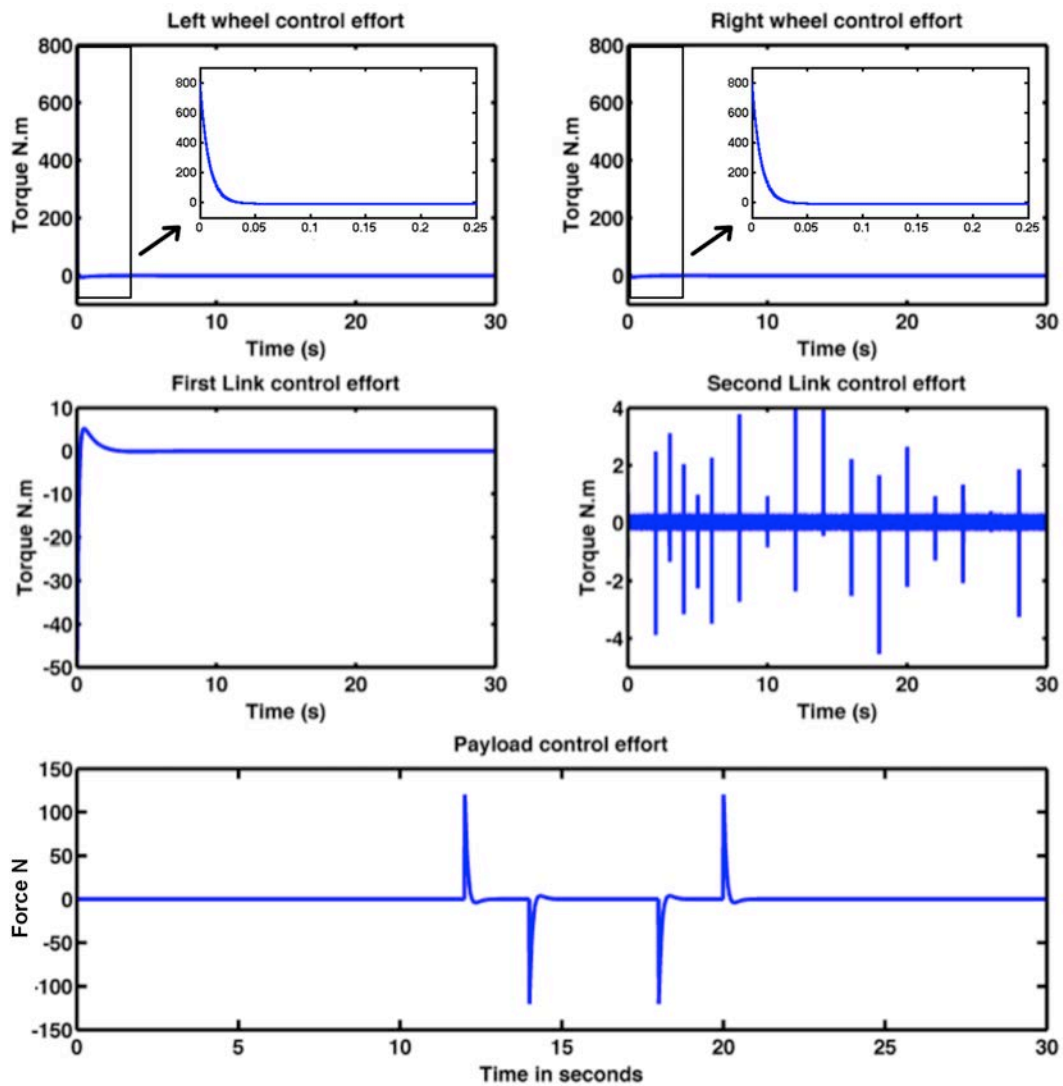 Left wheel control effort
Right wheel control effort
800
600
400
200
0
Torque N.m
800
600
400
200
0
0 0.05 0.1 0.15 0.2 0.25
0 10 20 30
Time (s)
800
600
400
200
0
Torque N.m
800
600
400
200
0
0 0.05 0.1 0.15 0.2 0.25
0 10 20 30
Time (s)
First Link control effort
Second Link control effort
10
0
-10
-20
-30
-40
-50
Torque N.m
0 10 20 30
Time (s)
4
2
0
-2
-4
Torque N.m
0 10 20 30
Time (s)
Payload control effort
150
100
50
0
-50
-100
-150
Force N
0 5 10 15 20 25 30
Time in seconds